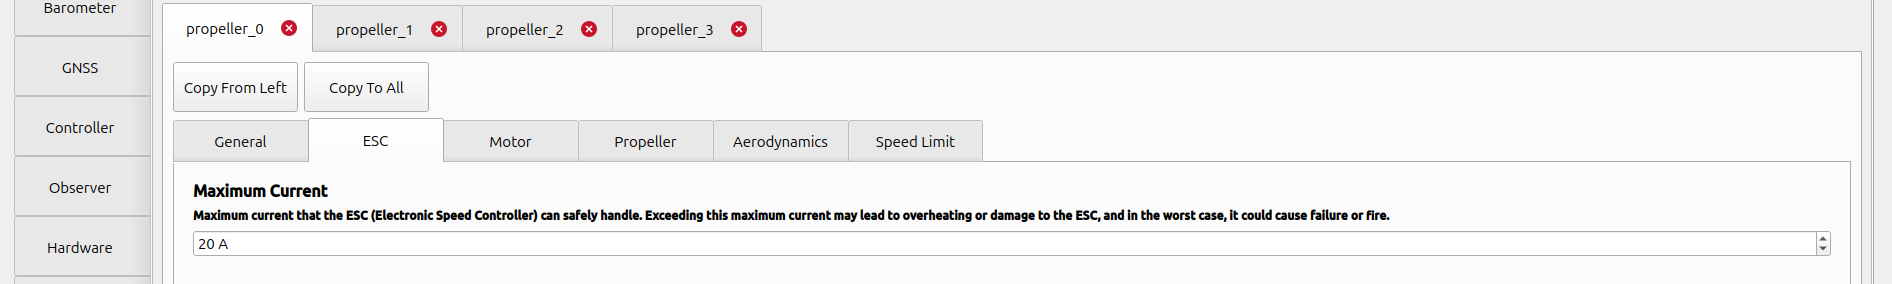 Barometer
GNSS
Controller
Observer
Hardware
propeller_0
propeller_1
propeller_2
propeller_3
Copy From Left
Copy To All
General
ESC
Motor
Propeller
Aerodynamics
Speed Limit
Maximum Current
Maximum current that the ESC (Electronic Speed Controller) can safely handle. Exceeding this maximum current may lead to overheating or damage to the ESC, and in the worst case, it could cause failure or fire.
20 A